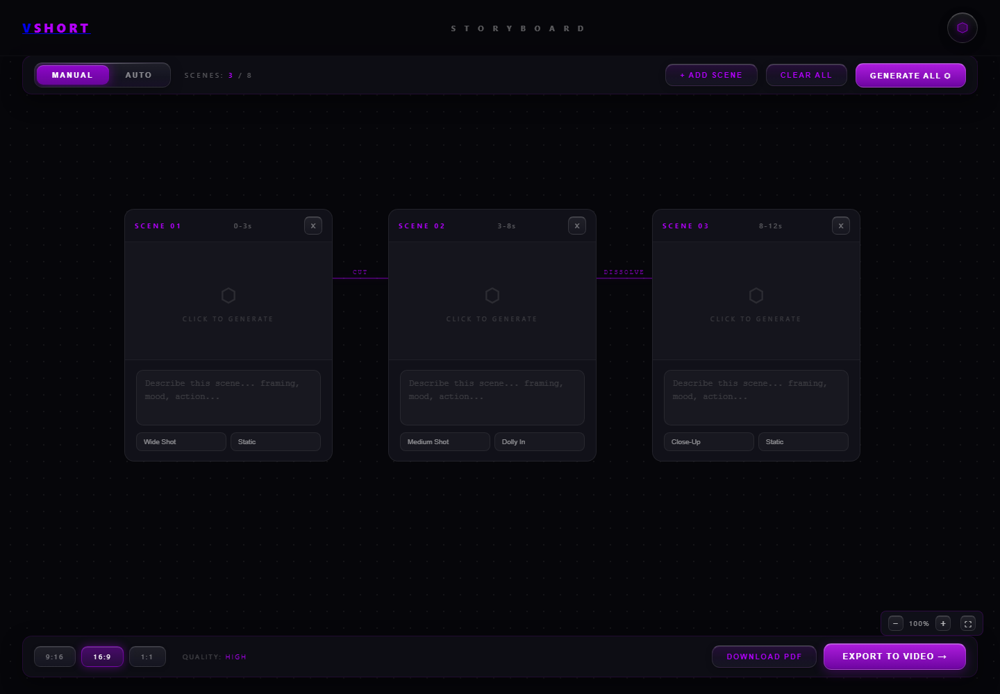 VSHORT
STORYBOARD
MANUAL AUTO SCENES: 3 / 8 + ADD SCENE CLEAR ALL GENERATE ALL
SCENE 01 0-3s X
CLICK TO GENERATE
Describe this scene... framing,
mood, action...
Wide Shot Static
CUT
SCENE 02 3-8s X
CLICK TO GENERATE
Describe this scene... framing,
mood, action...
Medium Shot Dolly In
DISSOLVE
SCENE 03 8-12s X
CLICK TO GENERATE
Describe this scene... framing,
mood, action...
Close-Up Static
− 100% +
9:16 16:9 1:1 QUALITY: HIGH DOWNLOAD PDF EXPORT TO VIDEO →